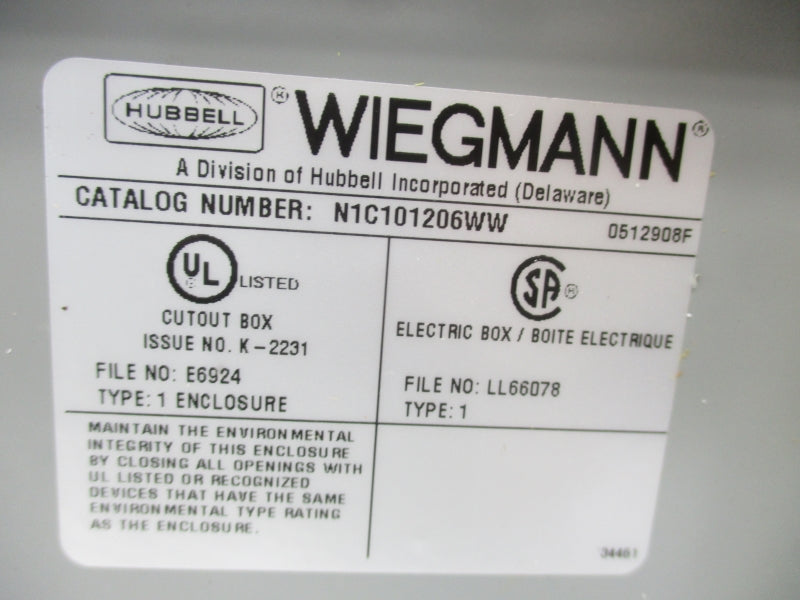 HUBBELL ® WIEGMANN ®
A Division of Hubbell Incorporated (Delaware)
CATALOG NUMBER: N1C101206WW 0512908F
UL LISTED
CUTOUT BOX
ISSUE NO. K-2231
FILE NO: E6924
TYPE: 1 ENCLOSURE
SA ®
ELECTRIC BOX / BOITE ELECTRIQUE
FILE NO: LL66078
TYPE: 1
MAINTAIN THE ENVIRONMENTAL
INTEGRITY OF THIS ENCLOSURE
BY CLOSING ALL OPENINGS WITH
UL LISTED OR RECOGNIZED
DEVICES THAT HAVE THE SAME
ENVIRONMENTAL TYPE RATING
AS THE ENCLOSURE.
34461